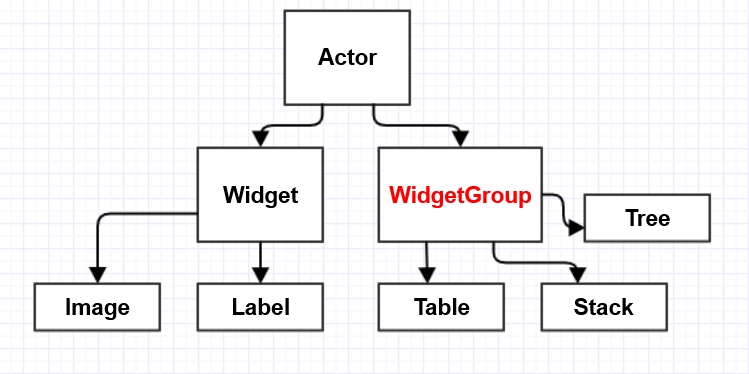 Actor
Widget
WidgetGroup
Tree
Image
Label
Table
Stack